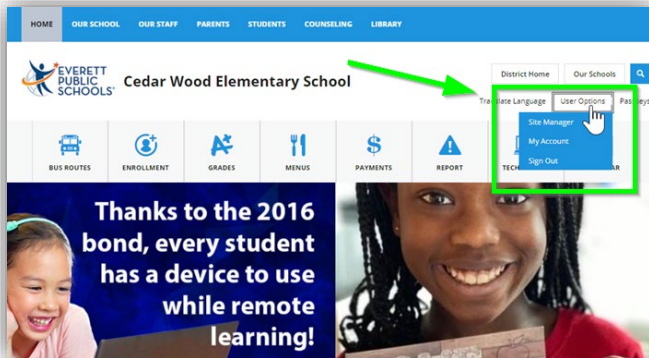 HOME OUR SCHOOL OUR STAFF PARENTS STUDENTS COUNSELING LIBRARY
EVERETT
PUBLIC
SCHOOLS
Cedar Wood Elementary School
District Home Our Schools
Translate Language User Options
Site Manager
My Account
Sign Out
BUS ROUTES ENROLLMENT GRADES MENUS PAYMENTS REPORT
Thanks to the 2016
bond, every student
has a device to use
while remote
learning!